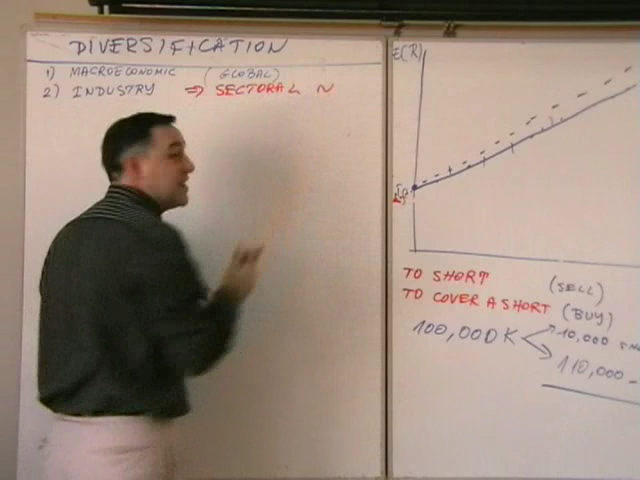 DIVERSIFICATION
1) MACROECONOMIC (GLOBAL)
2) INDUSTRY ⇒ SECTORAL ~
E(R)
TO SHORT (SELL)
TO COVER A SHORT (BUY)
100,000K
10,000
110,000 -